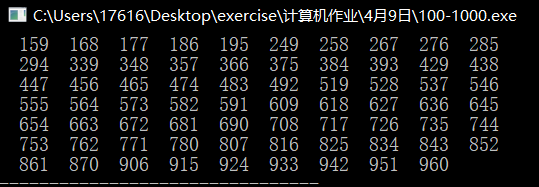 C:\Users\17616\Desktop\exercise\计算机作业\4月9日\100-1000.exe
159 168 177 186 195 249 258 267 276 285
294 339 348 357 366 375 384 393 429 438
447 456 465 474 483 492 519 528 537 546
555 564 573 582 591 609 618 627 636 645
654 663 672 681 690 708 717 726 735 744
753 762 771 780 807 816 825 834 843 852
861 870 906 915 924 933 942 951 960
--------------------------------